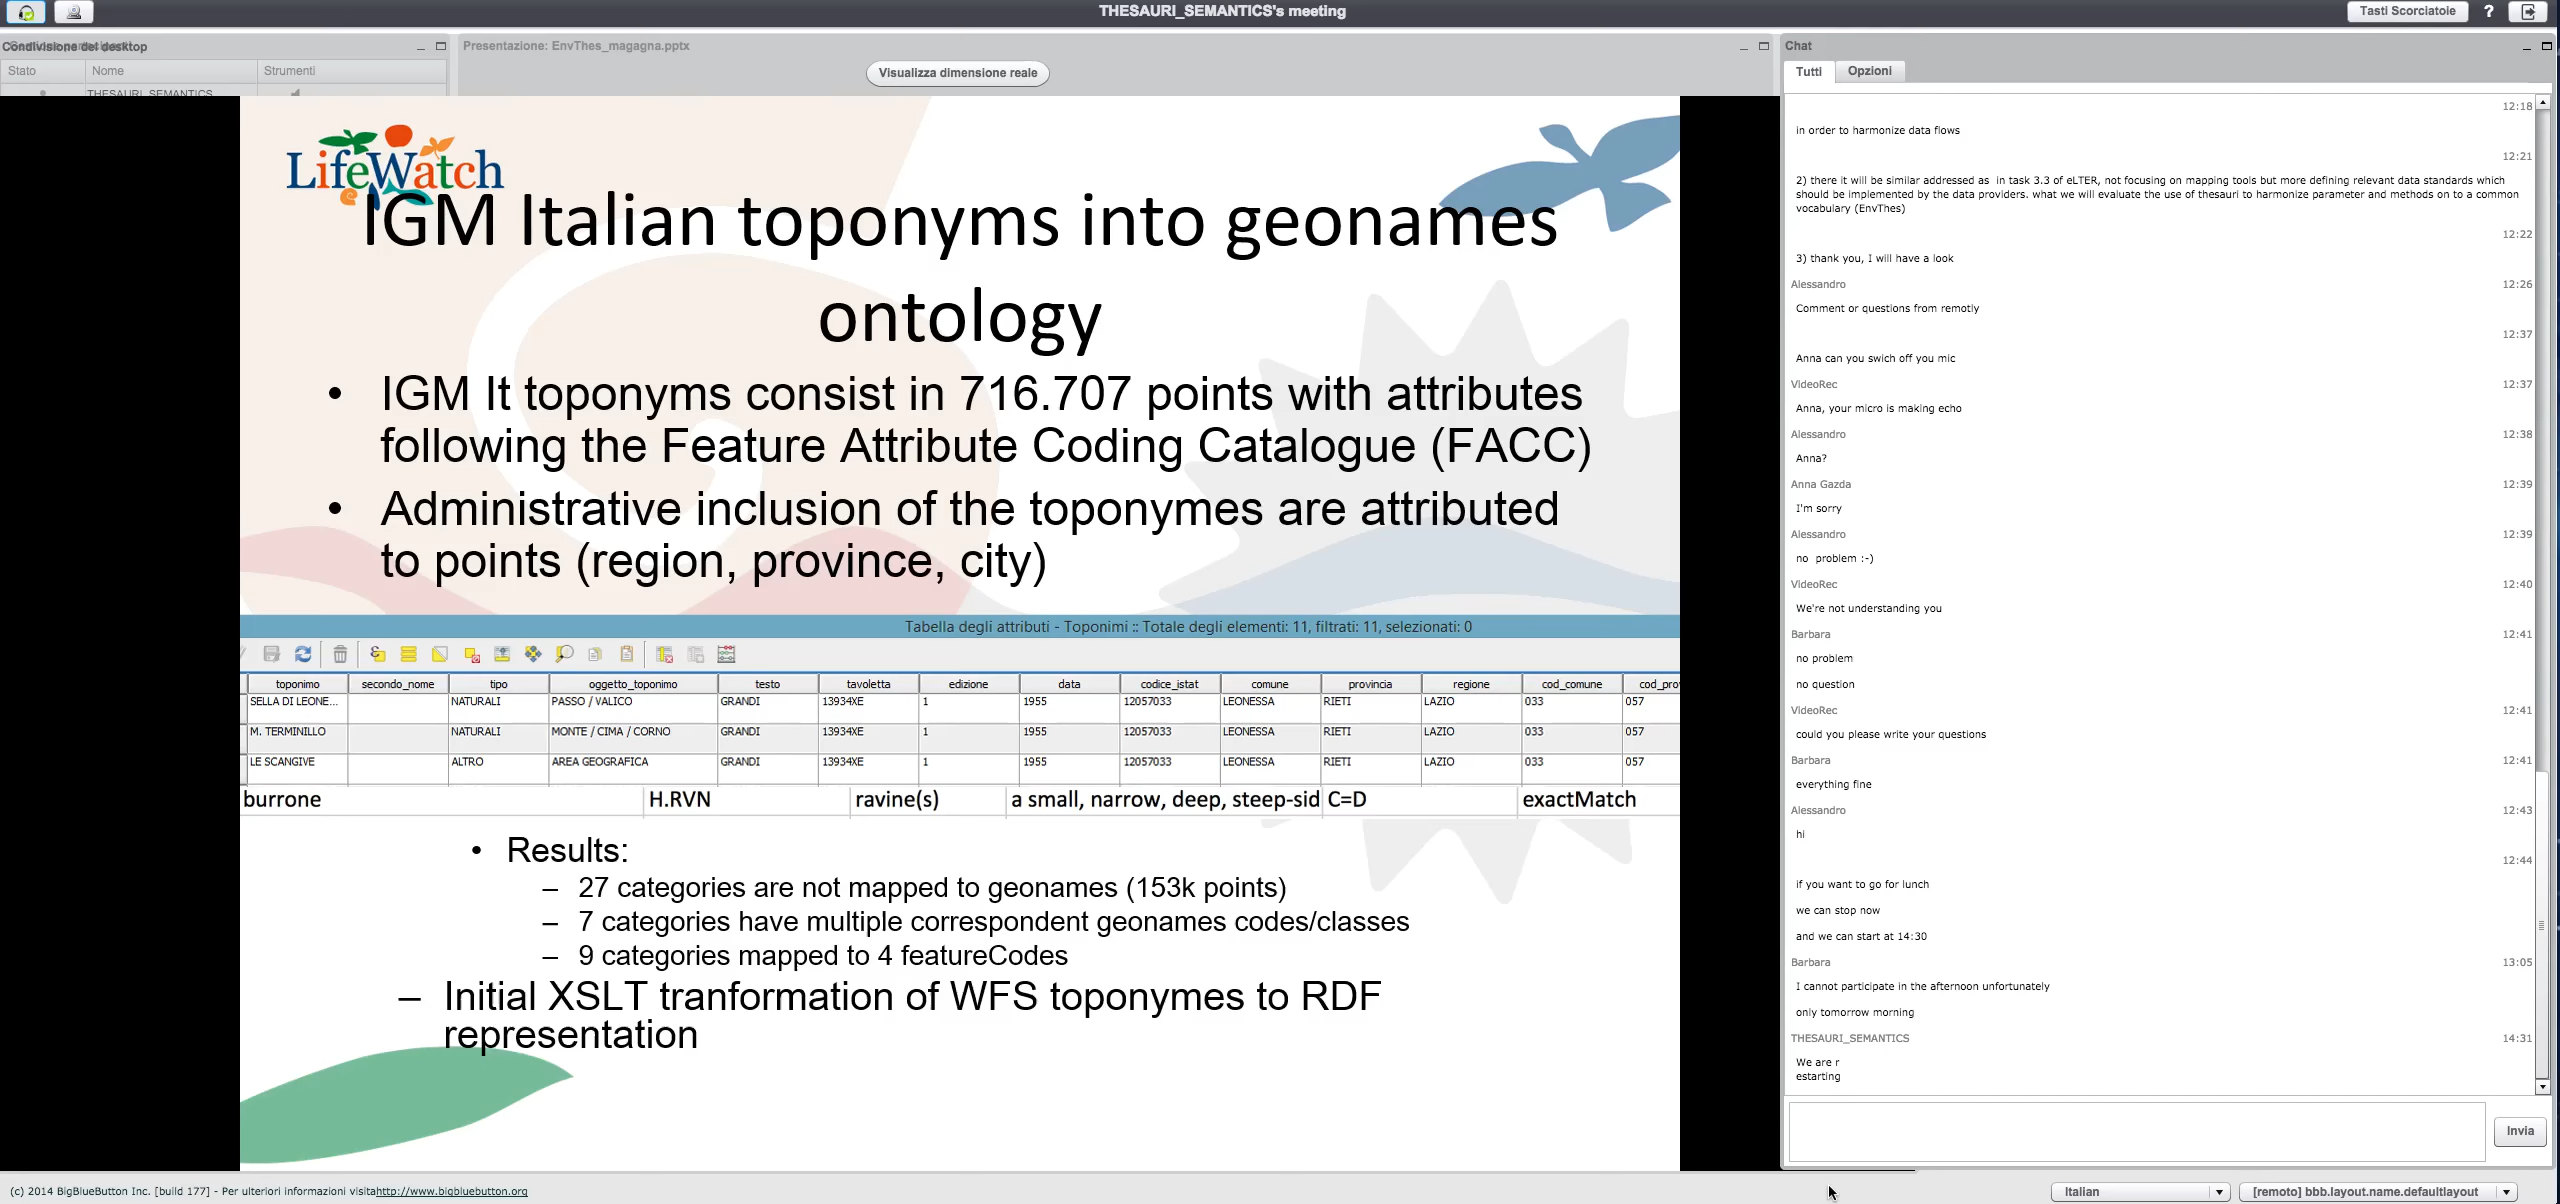 THESAURI_SEMANTICS's meeting
Tasti Scorciatoie
?
Condivisione del desktop
Stato Nome Strumenti
THESAURI_SEMANTICS
Presentazione: EnvThes_magagna.pptx
Visualizza dimensione reale
LifeWatch
IGM Italian toponyms into geonames
ontology
• IGM It toponyms consist in 716.707 points with attributes
following the Feature Attribute Coding Catalogue (FACC)
• Administrative inclusion of the toponymes are attributed
to points (region, province, city)
Tabella degli attributi - Toponimi :: Totale degli elementi: 11, filtrati: 11, selezionati: 0
toponimo secondo_nome tipo oggetto_toponimo testo tavoletta edizione data codice_istat comune provincia regione cod_comune cod_pro
SELLA DI LEONE... NATURALI PASSO / VALICO GRANDI 13934XE 1 1955 12057033 LEONESSA RIETI LAZIO 033 057
M. TERMINILLO NATURALI MONTE / CIMA / CORNO GRANDI 13934XE 1 1955 12057033 LEONESSA RIETI LAZIO 033 057
LE SCANGIVE ALTRO AREA GEOGRAFICA GRANDI 13934XE 1 1955 12057033 LEONESSA RIETI LAZIO 033 057
burrone H.RVN ravine(s) a small, narrow, deep, steep-sid C=D exactMatch
• Results:
– 27 categories are not mapped to geonames (153k points)
– 7 categories have multiple correspondent geonames codes/classes
– 9 categories mapped to 4 featureCodes
– Initial XSLT tranformation of WFS toponymes to RDF
representation
Chat
Tutti Opzioni
12:18
in order to harmonize data flows
12:21
2) there it will be similar addressed as  in task 3.3 of eLTER, not focusing on mapping tools but more defining relevant data standards which
should be implemented by the data providers. what we will evaluate the use of thesauri to harmonize parameter and methods on to a common
vocabulary (EnvThes)
12:22
3) thank you, I will have a look
Alessandro 12:26
Comment or questions from remotly
12:37
Anna can you swich off you mic
VideoRec 12:37
Anna, your micro is making echo
Alessandro 12:38
Anna?
Anna Gazda 12:39
I'm sorry
Alessandro 12:39
no  problem :-)
VideoRec 12:40
We're not understanding you
Barbara 12:41
no problem
no question
VideoRec 12:41
could you please write your questions
Barbara 12:41
everything fine
Alessandro 12:43
hi
12:44
if you want to go for lunch
we can stop now
and we can start at 14:30
Barbara 13:05
I cannot participate in the afternoon unfortunately
only tomorrow morning
THESAURI_SEMANTICS 14:31
We are r
estarting
Invia
(c) 2014 BigBlueButton Inc. [build 177] - Per ulteriori informazioni visitahttp://www.bigbluebutton.org
Italian
[remoto] bbb.layout.name.defaultlayout